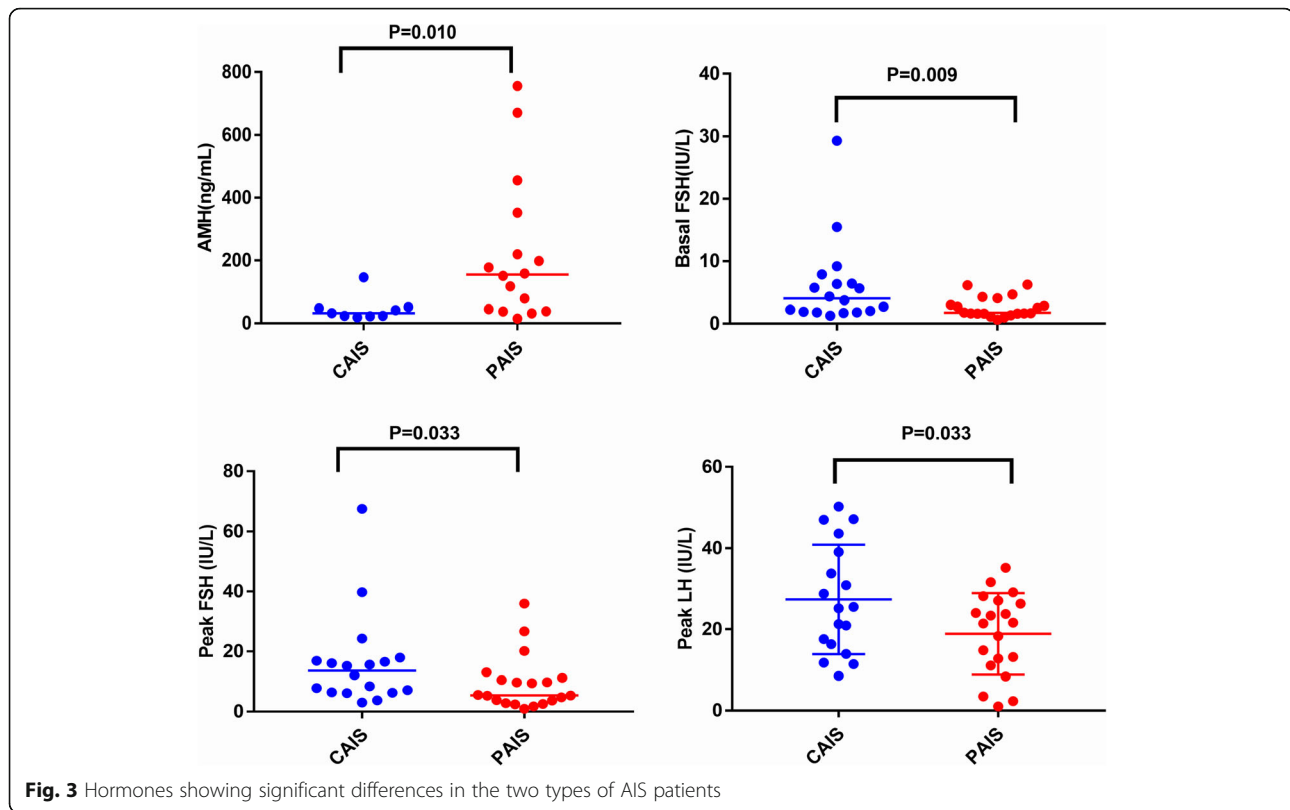 P=0.010
800
600
400
200
0
AMH(ng/mL)
CAIS
PAIS
P=0.009
40
30
20
10
0
Basal FSH(IU/L)
CAIS
PAIS
P=0.033
80
60
40
20
0
Peak FSH (IU/L)
CAIS
PAIS
P=0.033
60
40
20
0
Peak LH (IU/L)
CAIS
PAIS
Fig. 3 Hormones showing significant differences in the two types of AIS patients